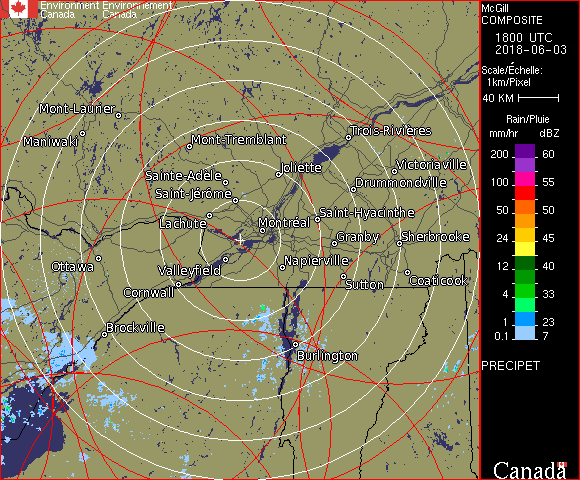 Environment Environnement
Canada Canada
McGill
COMPOSITE
1800 UTC
2018-06-03
Scale/Échelle:
1km/Pixel
40 KM
Rain/Pluie
mm/hr dBZ
200 60
100 55
50 50
24 45
12 40
4 33
1 23
0.1 7
PRECIPET
Canada
Mont-Laurier
Maniwaki
Mont-Tremblant
Trois-Rivières
Joliette
Victoriaville
Sainte-Adèle
Drummondville
Saint-Jérôme
Lachute
Montréal
Saint-Hyacinthe
Granby
Sherbrooke
Ottawa
Valleyfield
Napierville
Cornwall
Sutton
Coaticook
Brockville
Burlington